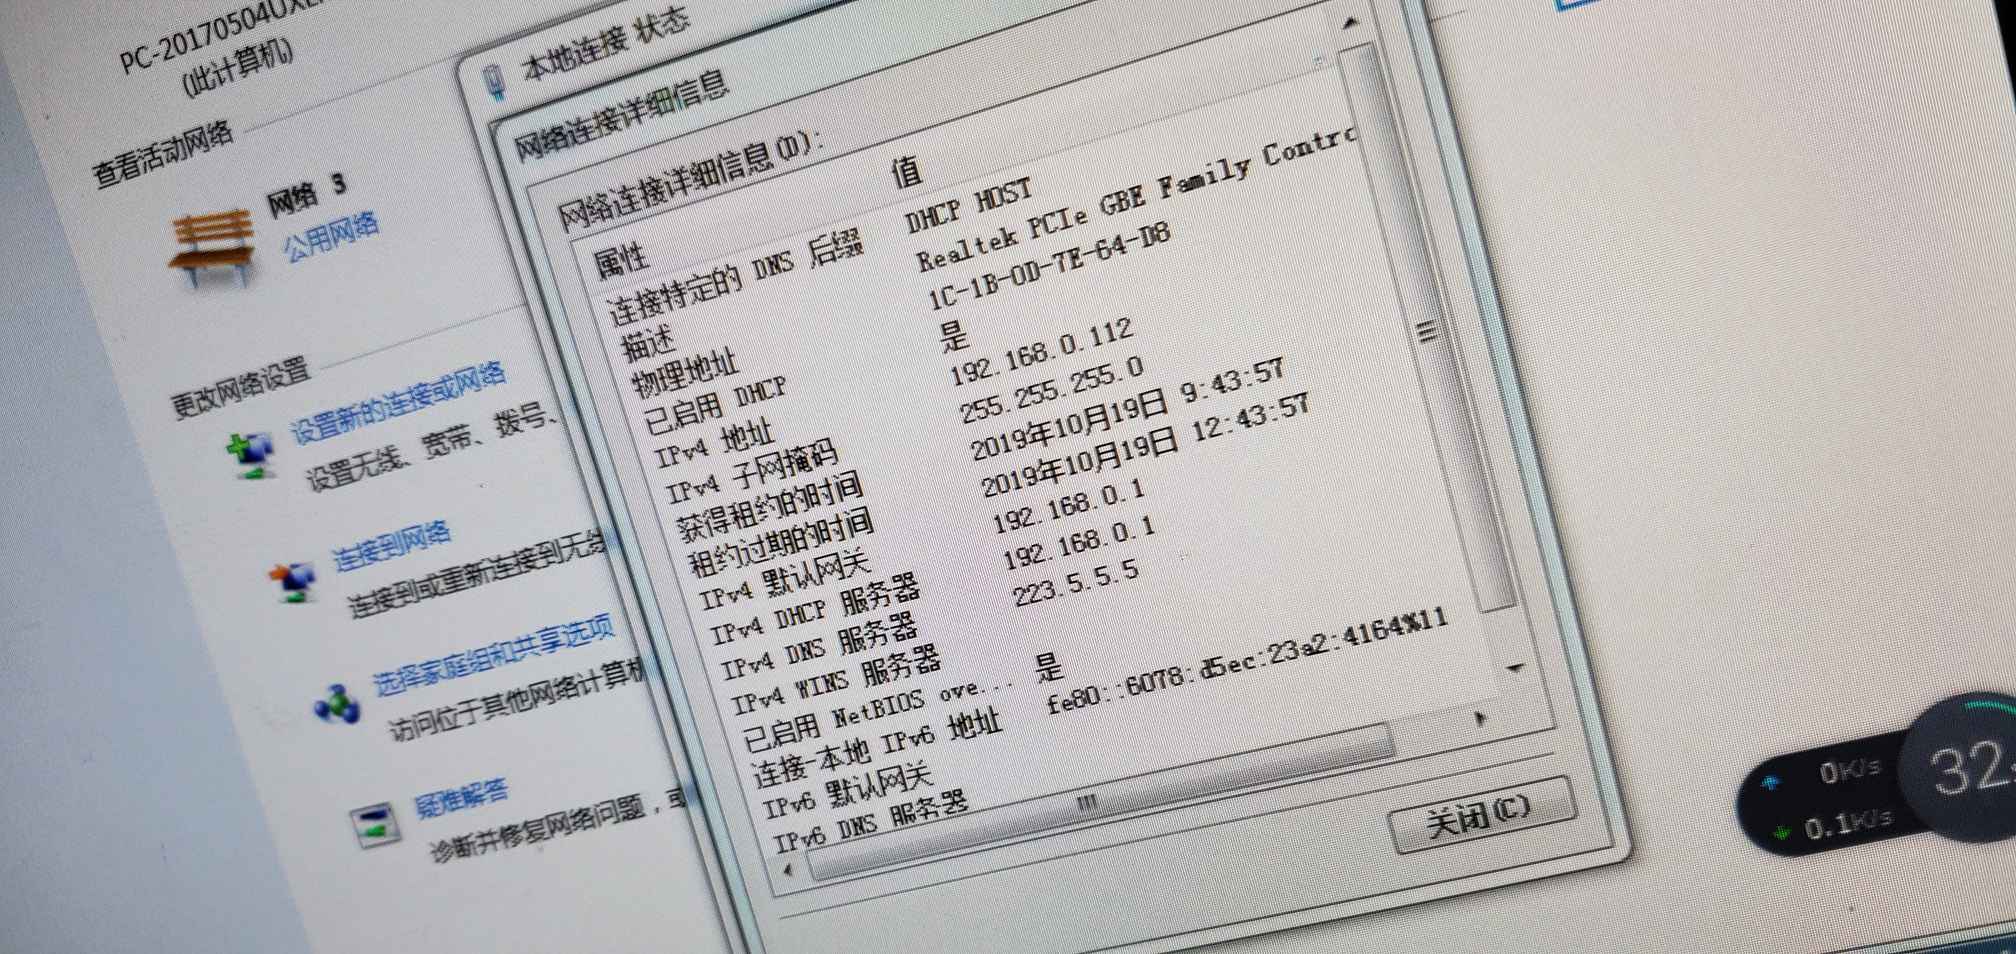 PC-20170504UXL
(此计算机)
查看活动网络
网络 3
公用网络
更改网络设置
设置新的连接或网络
设置无线、宽带、拨号、
连接到网络
连接到或重新连接到无线
选择家庭组和共享选项
访问位于其他网络计算机
疑难解答
诊断并修复网络问题，或
本地连接 状态
网络连接详细信息
网络连接详细信息(D):
属性 值
连接特定的 DNS 后缀 DHCP HOST
描述 Realtek PCIe GBE Family Contro
物理地址 1C-1B-0D-7E-64-D8
已启用 DHCP 是
IPv4 地址 192.168.0.112
IPv4 子网掩码 255.255.255.0
获得租约的时间 2019年10月19日 9:43:57
租约过期的时间 2019年10月19日 12:43:57
IPv4 默认网关 192.168.0.1
IPv4 DHCP 服务器 192.168.0.1
IPv4 DNS 服务器 223.5.5.5
IPv4 WINS 服务器
已启用 NetBIOS ove... 是
连接-本地 IPv6 地址 fe80::6078:d5ec:23a2:4164%11
IPv6 默认网关
IPv6 DNS 服务器
关闭(C)
0K/s
0.1K/s
32